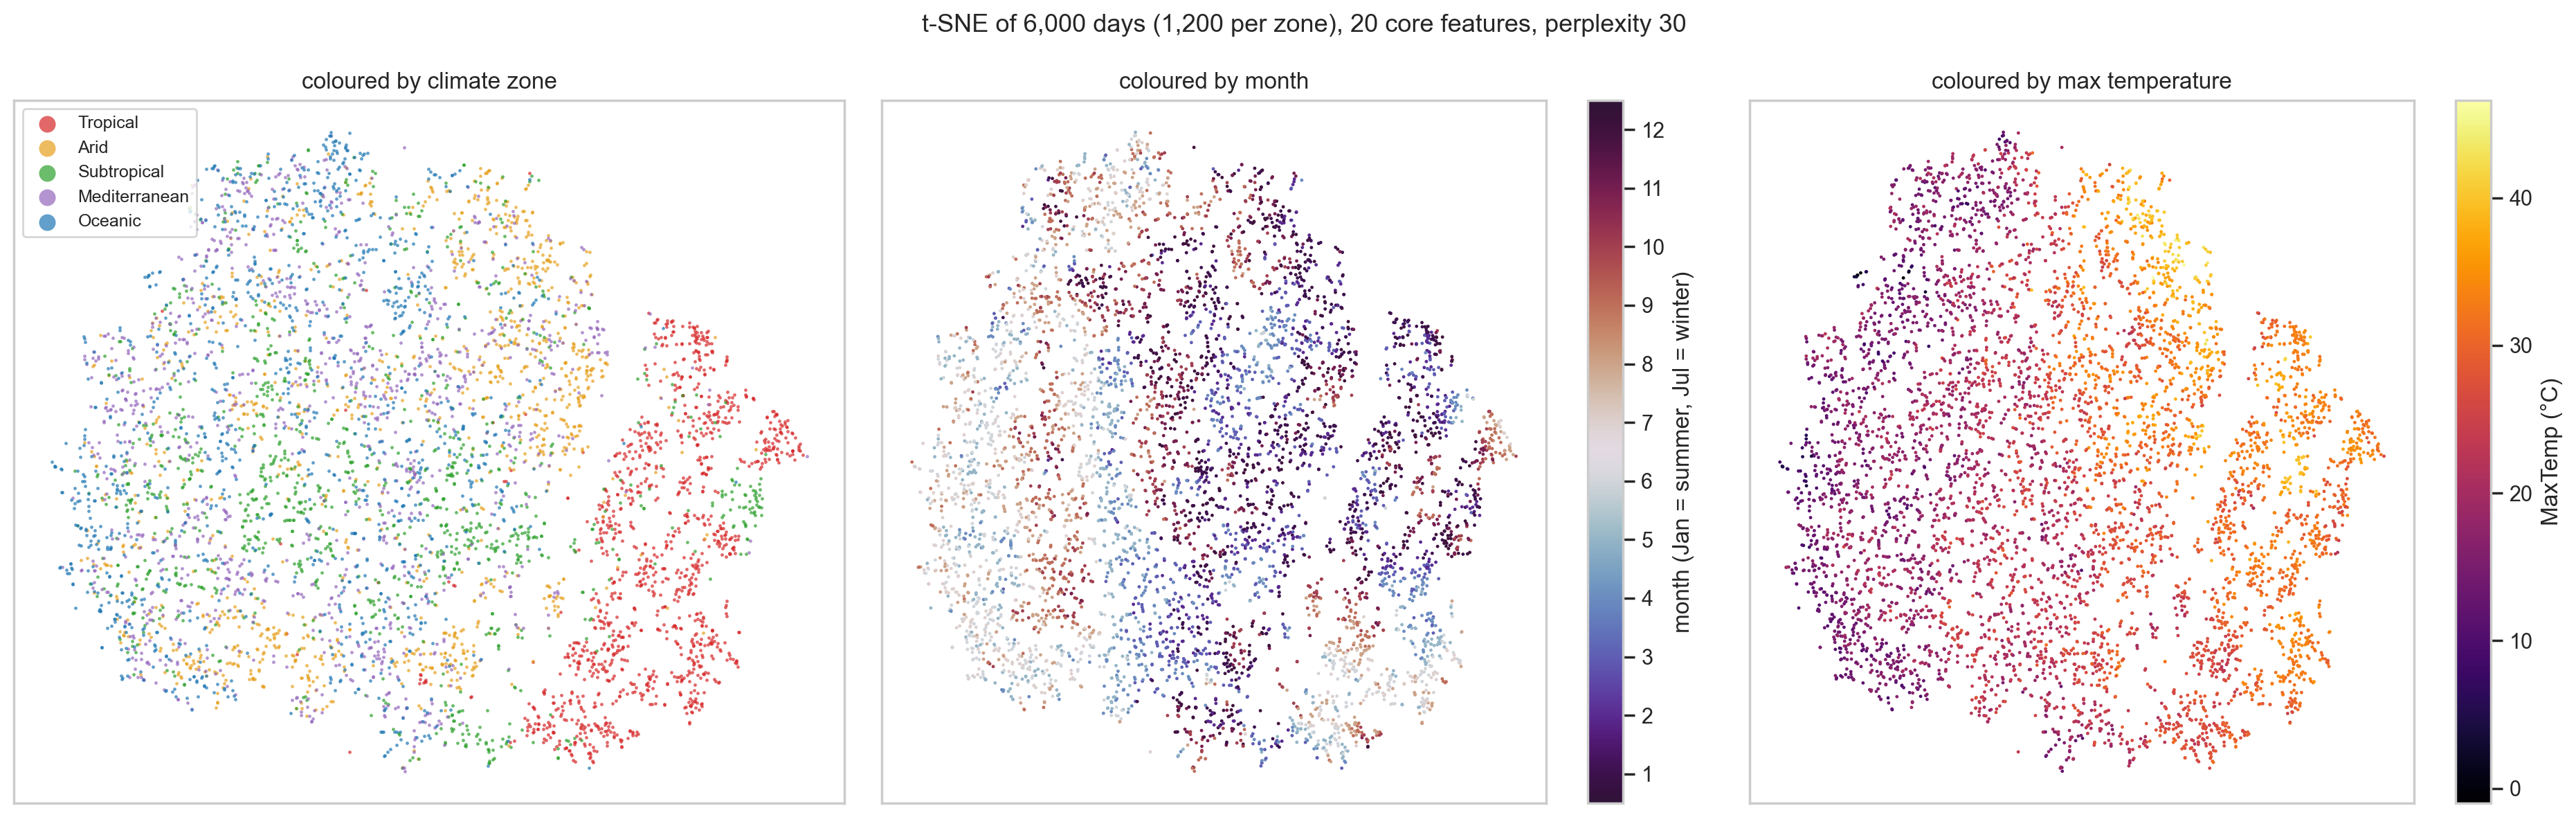 t-SNE of 6,000 days (1,200 per zone), 20 core features, perplexity 30
coloured by climate zone
Tropical
Arid
Subtropical
Mediterranean
Oceanic
coloured by month
12
11
10
9
8
7
6
5
4
3
2
1
month (Jan = summer, Jul = winter)
coloured by max temperature
40
30
20
10
0
MaxTemp (°C)